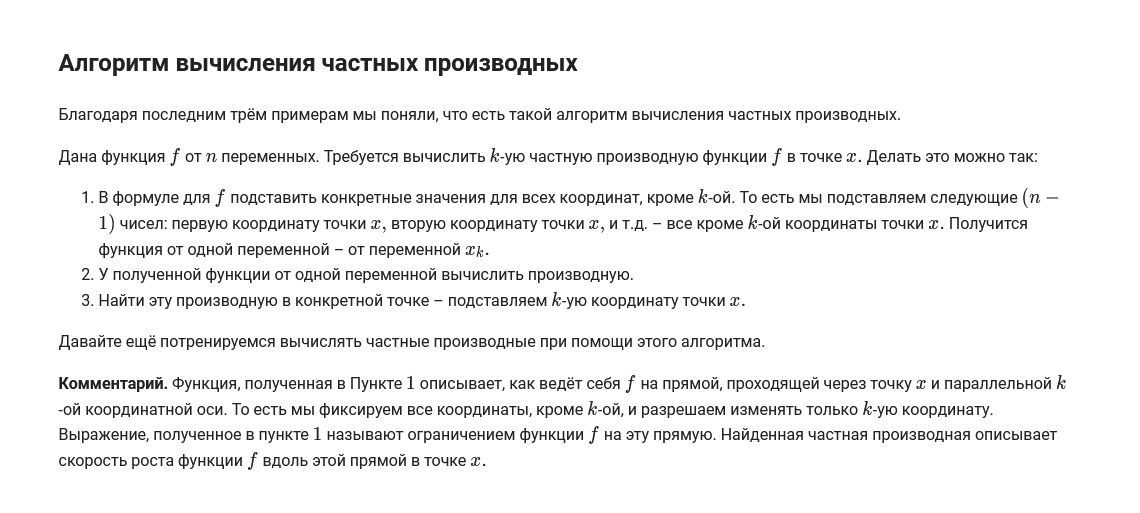 Алгоритм вычисления частных производных
Благодаря последним трём примерам мы поняли, что есть такой алгоритм вычисления частных производных.
Дана функция f от n переменных. Требуется вычислить k-ую частную производную функции f в точке x. Делать это можно так:
1. В формуле для f подставить конкретные значения для всех координат, кроме k-ой. То есть мы подставляем следующие (n −
1) чисел: первую координату точки x, вторую координату точки x, и т.д. – все кроме k-ой координаты точки x. Получится
функция от одной переменной – от переменной xₖ.
2. У полученной функции от одной переменной вычислить производную.
3. Найти эту производную в конкретной точке – подставляем k-ую координату точки x.
Давайте ещё потренируемся вычислять частные производные при помощи этого алгоритма.
Комментарий. Функция, полученная в Пункте 1 описывает, как ведёт себя f на прямой, проходящей через точку x и параллельной k
-ой координатной оси. То есть мы фиксируем все координаты, кроме k-ой, и разрешаем изменять только k-ую координату.
Выражение, полученное в пункте 1 называют ограничением функции f на эту прямую. Найденная частная производная описывает
скорость роста функции f вдоль этой прямой в точке x.